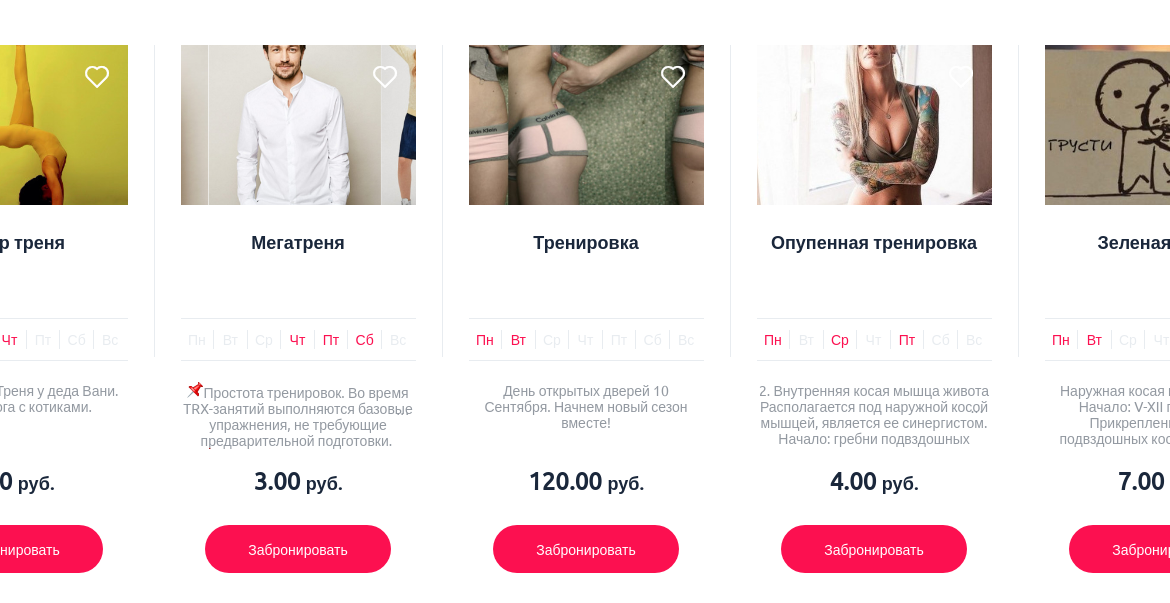 Calvin Klein
Calvin Klein
ГРУСТИ
р треня
Мегатреня
Тренировка
Опупенная тренировка
Зеленая
Чт Пт Сб Вс
Пн Вт Ср Чт Пт Сб Вс
Пн Вт Ср Чт Пт Сб Вс
Пн Вт Ср Чт Пт Сб Вс
Пн Вт Ср Чт
Треня у деда Вани.
ога с котиками.
Простота тренировок. Во время
TRX-занятий выполняются базовые
упражнения, не требующие
предварительной подготовки.
День открытых дверей 10
Сентября. Начнем новый сезон
вместе!
2. Внутренняя косая мышца живота
Располагается под наружной косой
мышцей, является ее синергистом.
Начало: гребни подвздошных
Наружная косая
Начало: V-XII
Прикреплен
подвздошных кос
0 руб.
3.00 руб.
120.00 руб.
4.00 руб.
7.00
нировать
Забронировать
Забронировать
Забронировать
Заброни